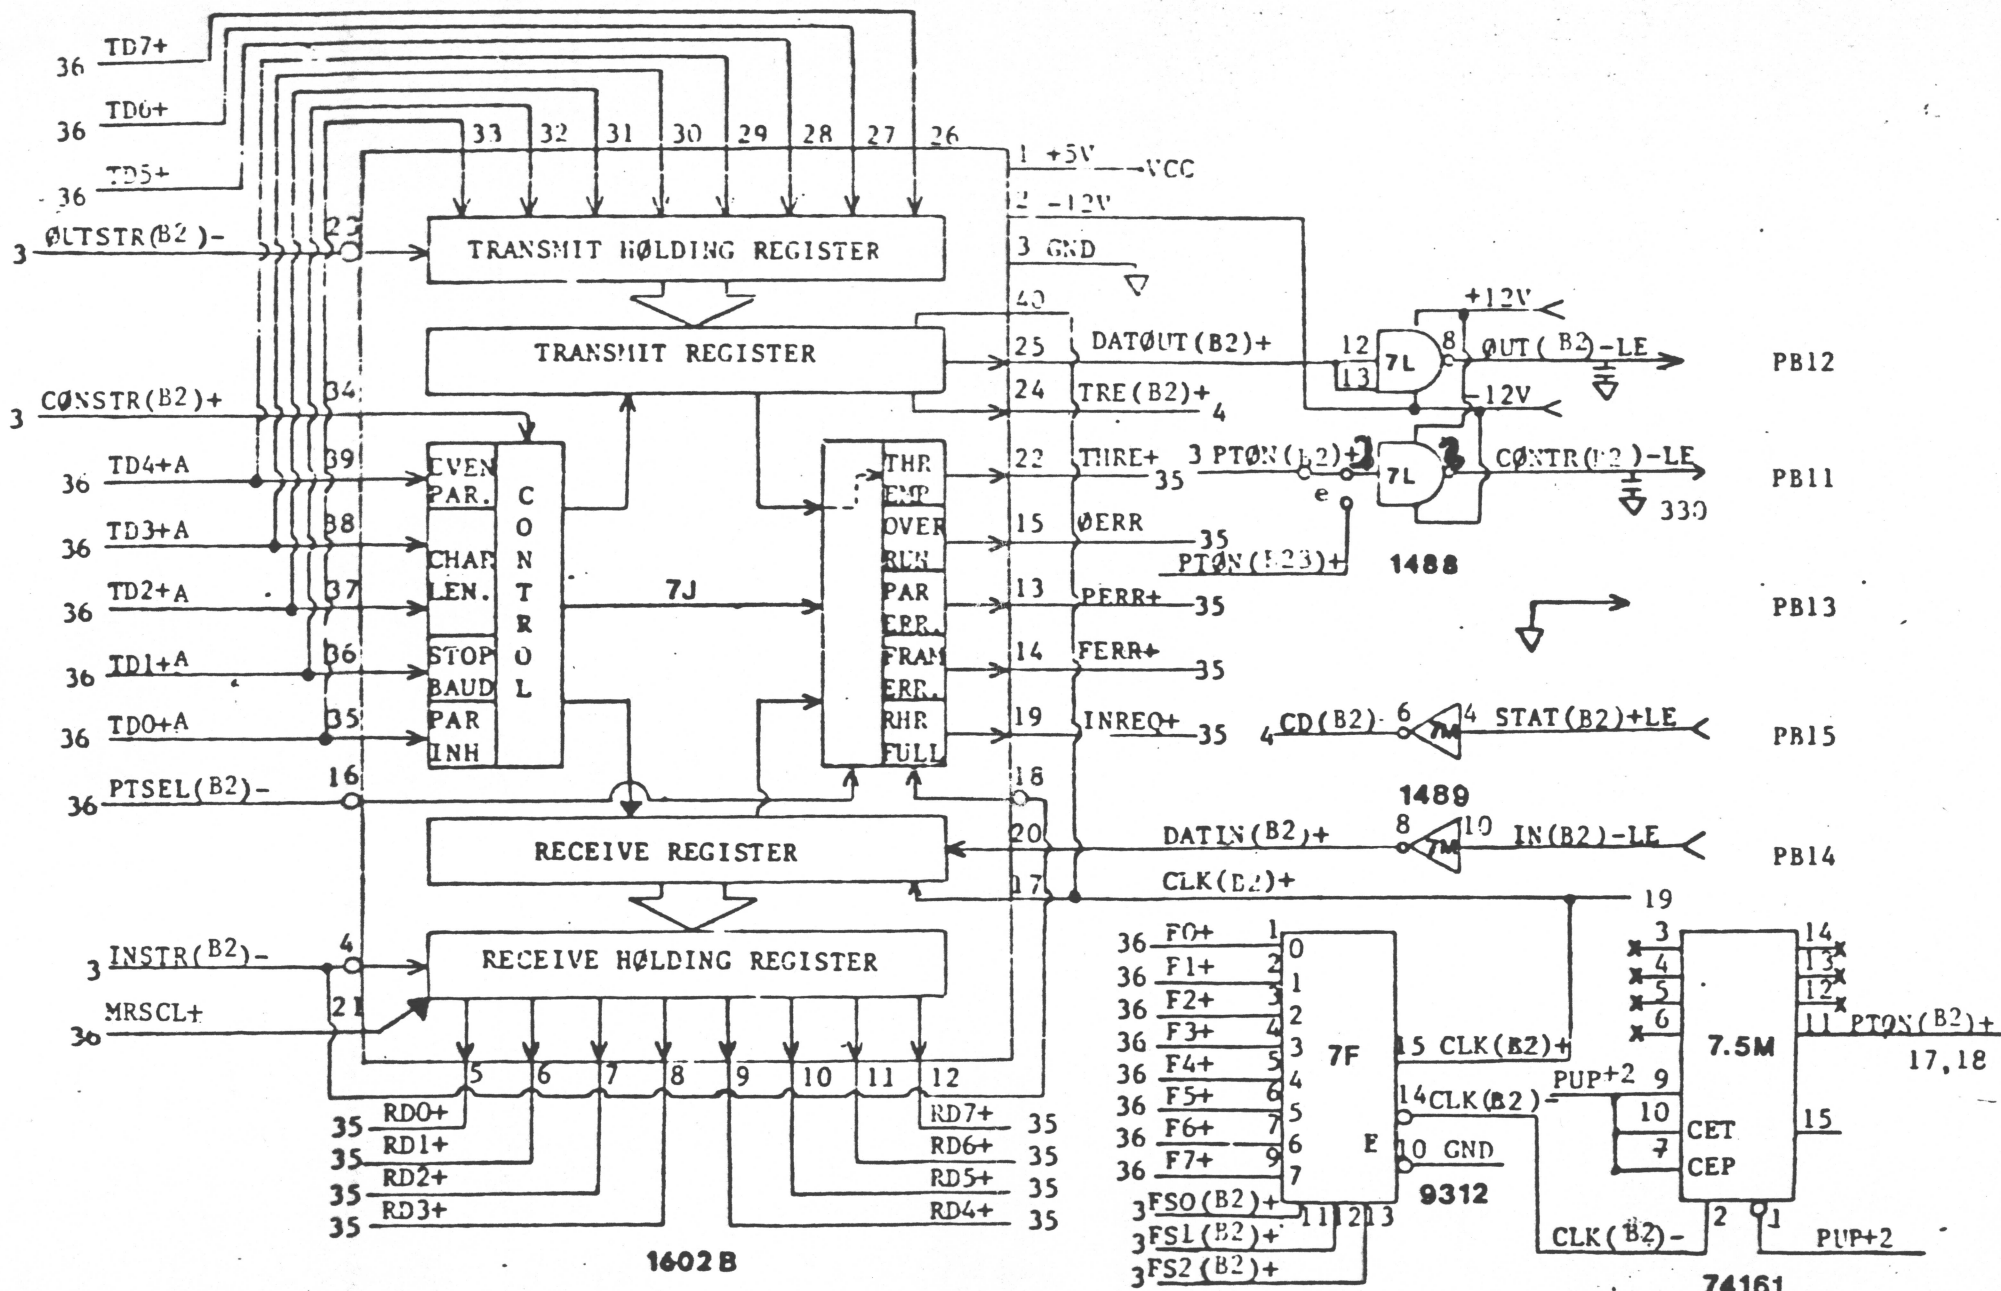 36 TD7+
36 TD6+
36 TD5+
33 32 31 30 29 28 27 26
1 +5V VCC
2 -12V
3 GND
23
3 ØUTSTR(B2)-
TRANSMIT HØLDING REGISTER
40
TRANSMIT REGISTER
25 DATØUT(B2)+
24 TRE(B2)+ 4
+12V
12 13 7L 8 ØUT(B2)-LE PB12
-12V
3 CØNSTR(B2)+ 34
36 TD4+A 39
EVEN PAR.
36 TD3+A 38
CHAR LEN.
36 TD2+A 37
36 TD1+A 36
STOP BAUD
36 TD0+A 35
PAR INH
CONTROL
7J
THR EMP
22 THRE+ 35
OVER RUN
15 ØERR 35
PAR ERR.
13 PERR+ 35
FRAM ERR.
14 FERR+ 35
RHR FULL
19 INREQ+ 35
3 PTØN(B2)+ 7L CØNTR(B2)-LE PB11
e
330
PTØN(B23)+
1488
PB13
4 CD(B2) 6 7M 4 STAT(B2)+LE PB15
1489
36 PTSEL(B2)- 16
18
RECEIVE REGISTER
20 DATIN(B2)+ 8 7M 10 IN(B2)-LE PB14
17 CLK(B2)+ 19
3 INSTR(B2)- 4
RECEIVE HØLDING REGISTER
36 MRSCL+ 21
5 6 7 8 9 10 11 12
35 RD0+
35 RD1+
35 RD2+
35 RD3+
RD7+ 35
RD6+ 35
RD5+ 35
RD4+ 35
1602B
36 F0+ 1 0
36 F1+ 2 1
36 F2+ 3 2
36 F3+ 4 3
36 F4+ 5 4
36 F5+ 6 5
36 F6+ 7 6
36 F7+ 9 7
7F
15 CLK(B2)+
14 CLK(B2)-
E 10 GND
9312
3 FS0(B2)+ 11 12 13
3 FS1(B2)+
3 FS2(B2)+
3 14
4 13
5 12
6 11 PTØN(B2)+
17,18
7.5M
PUP+2 9
10 CET 15
7 CEP
2 1
CLK(B2)-
PUP+2
74161